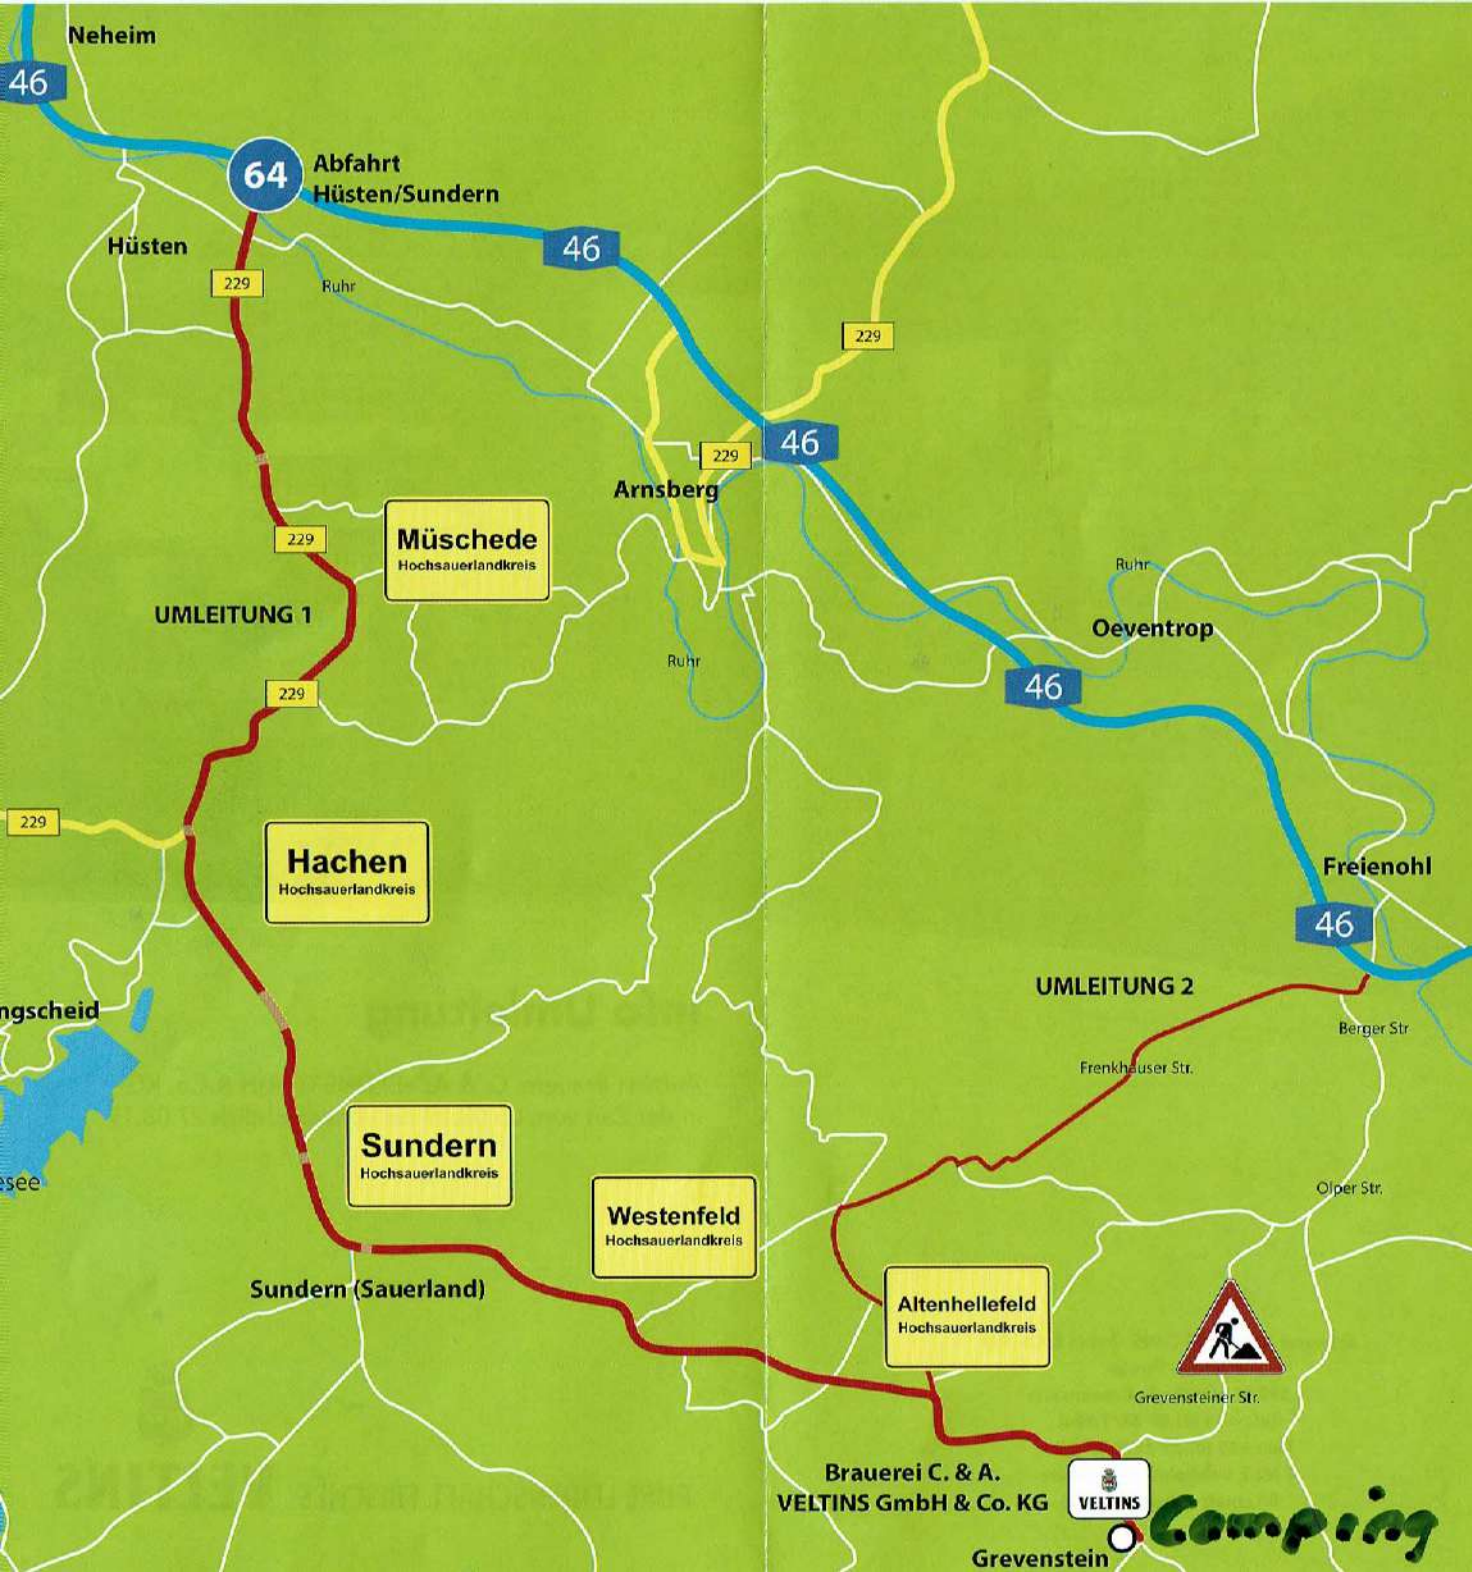 Neheim
46
64
Abfahrt
Hüsten/Sundern
Hüsten
46
229
Ruhr
229
46
229
Arnsberg
Müschede
Hochsauerlandkreis
229
Ruhr
UMLEITUNG 1
Oeventrop
Ruhr
46
229
229
Hachen
Hochsauerlandkreis
Freienohl
46
UMLEITUNG 2
ngscheid
Berger Str
Frenkhauser Str.
Sundern
Hochsauerlandkreis
esee
Olper Str.
Westenfeld
Hochsauerlandkreis
Sundern (Sauerland)
Altenhellefeld
Hochsauerlandkreis
Grevensteiner Str.
Brauerei C. & A.
VELTINS GmbH & Co. KG
VELTINS
Camping
Grevenstein